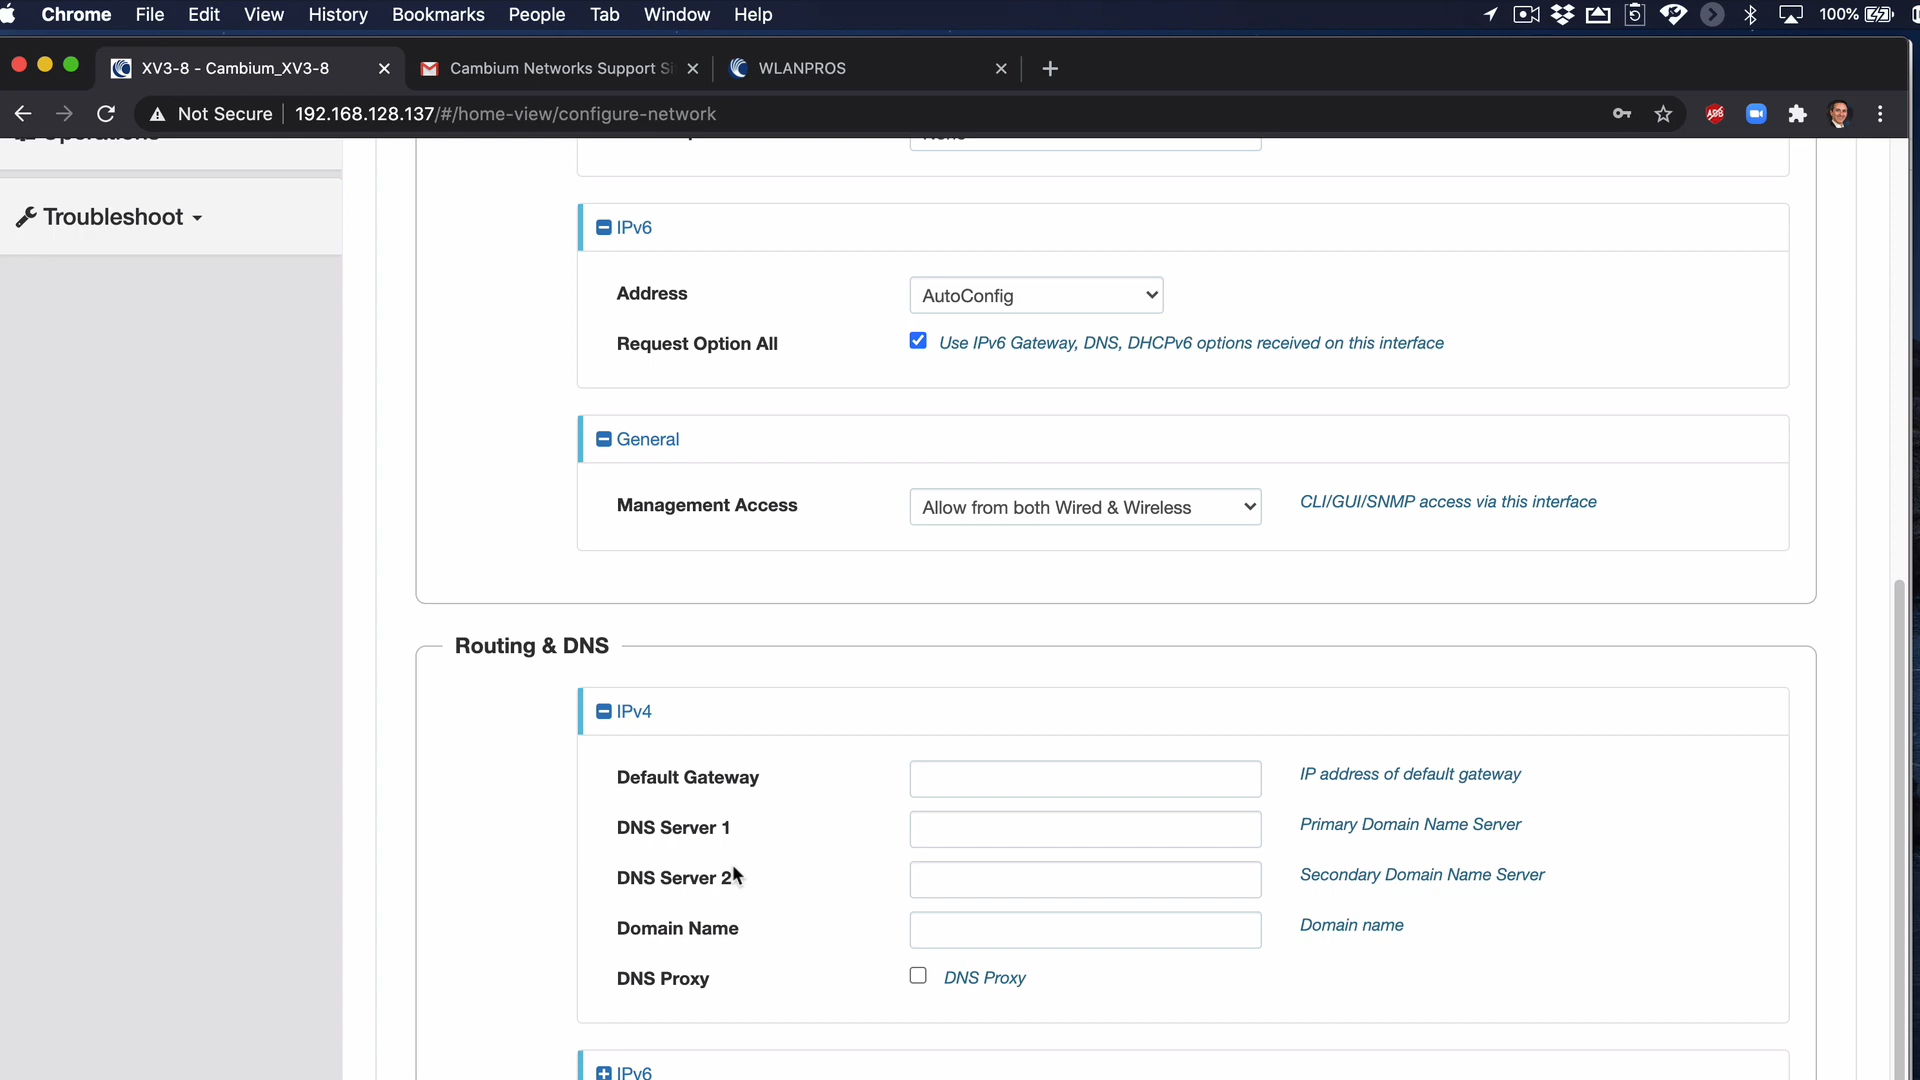 Chrome File Edit View History Bookmarks People Tab Window Help 100%
XV3-8 - Cambium_XV3-8 Cambium Networks Support Si WLANPROS
Not Secure 192.168.128.137/#/home-view/configure-network ABP
Operations
None
Troubleshoot
IPv6
Address AutoConfig
Request Option All Use IPv6 Gateway, DNS, DHCPv6 options received on this interface
General
Management Access Allow from both Wired & Wireless CLI/GUI/SNMP access via this interface
Routing & DNS
IPv4
Default Gateway IP address of default gateway
DNS Server 1 Primary Domain Name Server
DNS Server 2 Secondary Domain Name Server
Domain Name Domain name
DNS Proxy DNS Proxy
IPv6